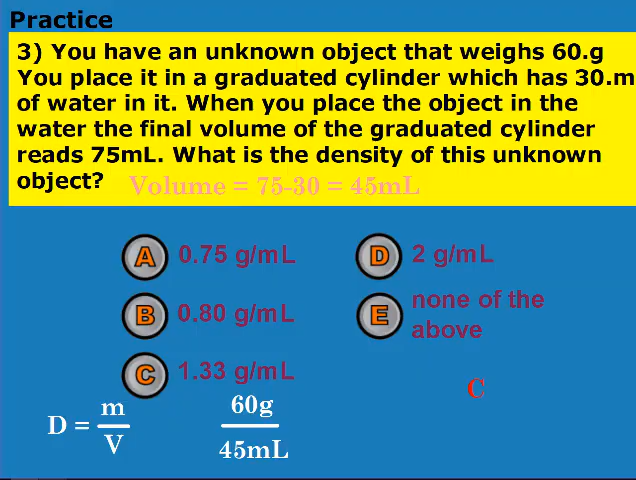 Practice
3) You have an unknown object that weighs 60.g
You place it in a graduated cylinder which has 30.m
of water in it. When you place the object in the
water the final volume of the graduated cylinder
reads 75mL. What is the density of this unknown
object? Volume = 75-30 = 45mL
A 0.75 g/mL
B 0.80 g/mL
C 1.33 g/mL
D 2 g/mL
E none of the
above
C
D = m
V
60g
45mL